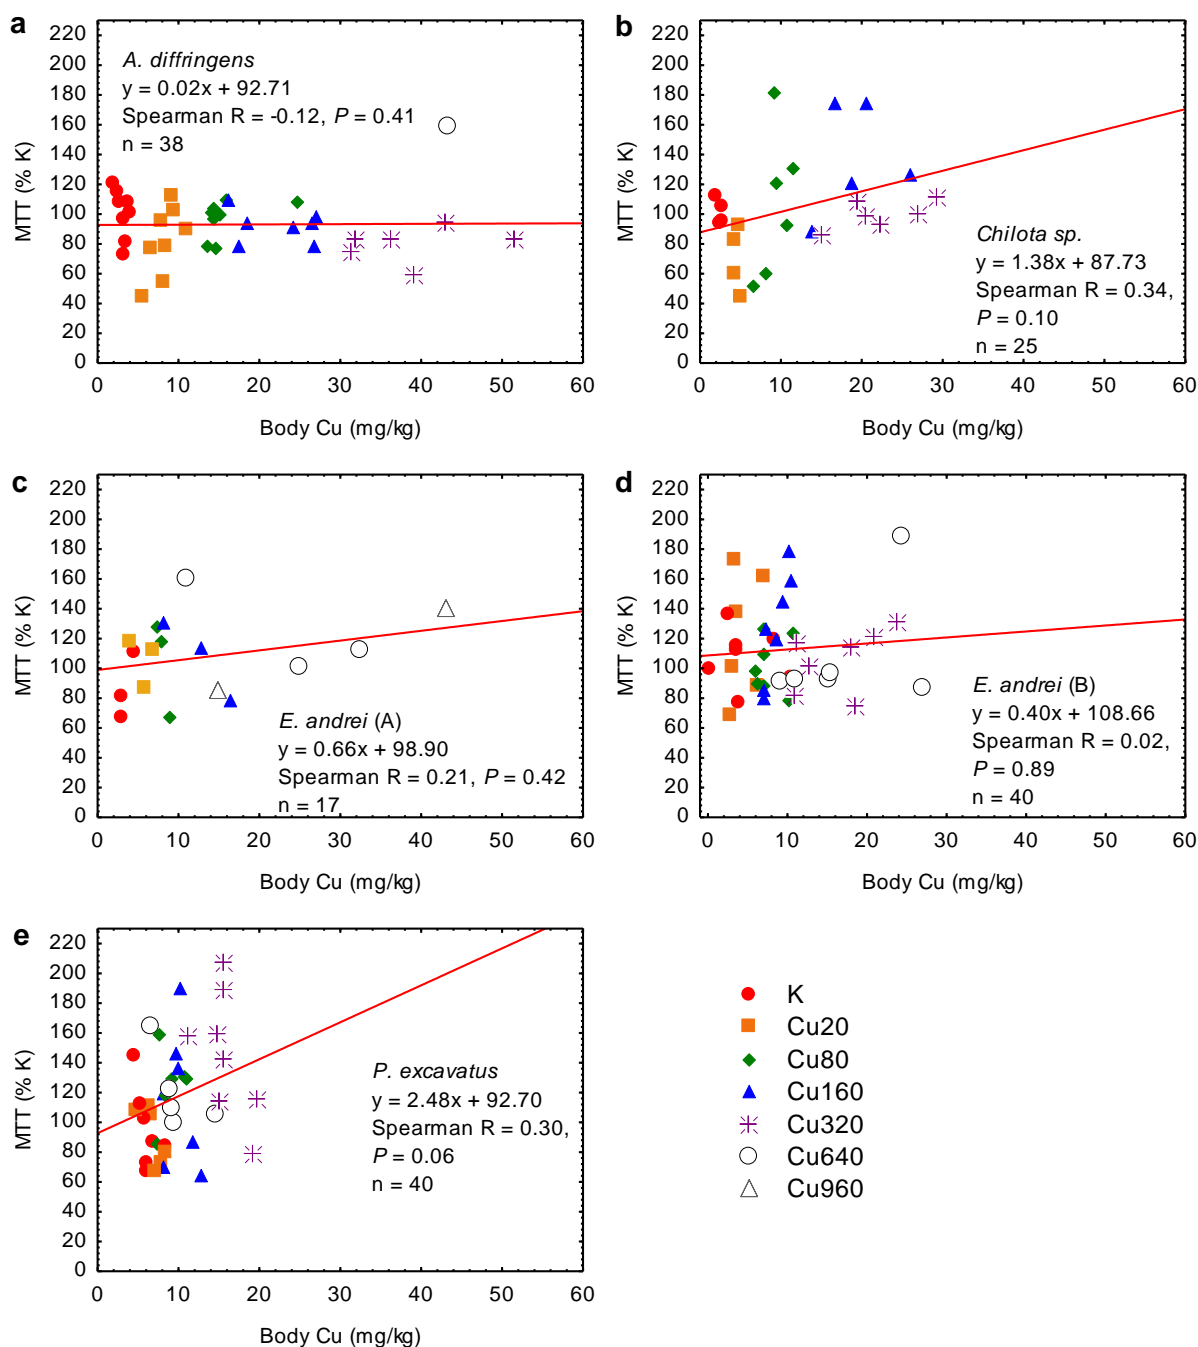 a
220
200
180
160
140
120
100
80
60
40
20
0
MTT (% K)
A. diffringens
y = 0.02x + 92.71
Spearman R = -0.12, P = 0.41
n = 38
0 10 20 30 40 50 60
Body Cu (mg/kg)
b
220
200
180
160
140
120
100
80
60
40
20
0
MTT (% K)
Chilota sp.
y = 1.38x + 87.73
Spearman R = 0.34,
P = 0.10
n = 25
0 10 20 30 40 50 60
Body Cu (mg/kg)
c
220
200
180
160
140
120
100
80
60
40
20
0
MTT (% K)
E. andrei (A)
y = 0.66x + 98.90
Spearman R = 0.21, P = 0.42
n = 17
0 10 20 30 40 50 60
Body Cu (mg/kg)
d
220
200
180
160
140
120
100
80
60
40
20
0
MTT (% K)
E. andrei (B)
y = 0.40x + 108.66
Spearman R = 0.02,
P = 0.89
n = 40
0 10 20 30 40 50 60
Body Cu (mg/kg)
e
220
200
180
160
140
120
100
80
60
40
20
0
MTT (% K)
P. excavatus
y = 2.48x + 92.70
Spearman R = 0.30,
P = 0.06
n = 40
0 10 20 30 40 50 60
Body Cu (mg/kg)
K
Cu20
Cu80
Cu160
Cu320
Cu640
Cu960